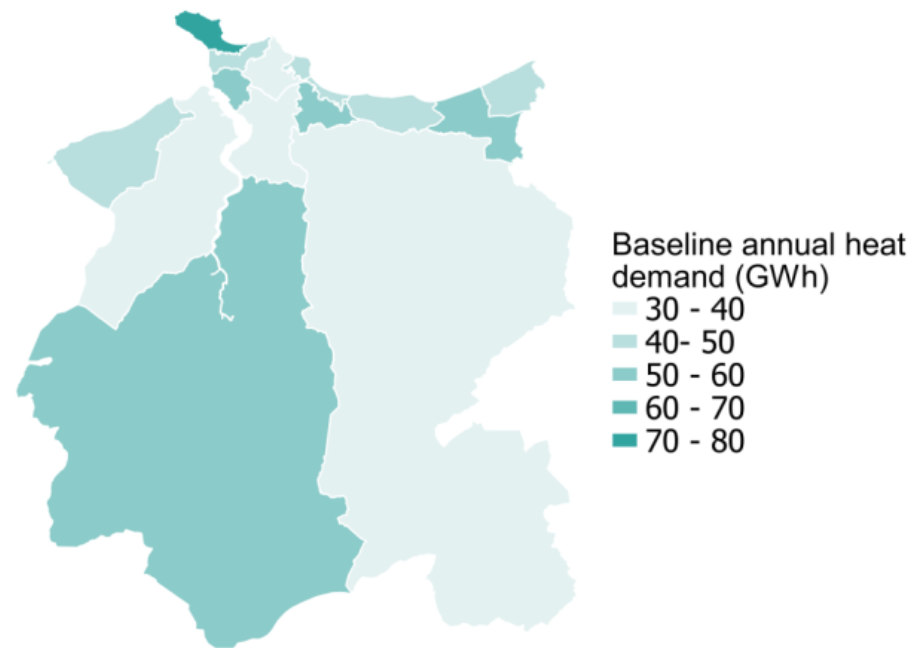 Baseline annual heat
demand (GWh)
30 - 40
40- 50
50 - 60
60 - 70
70 - 80